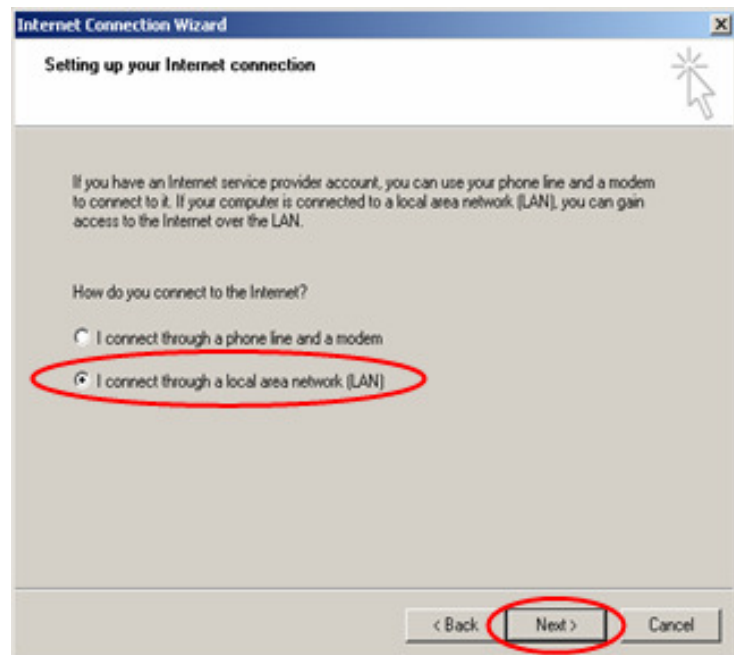 Internet Connection Wizard
Setting up your Internet connection
If you have an Internet service provider account, you can use your phone line and a modem
to connect to it. If your computer is connected to a local area network (LAN), you can gain
access to the Internet over the LAN.
How do you connect to the Internet?
I connect through a phone line and a modem
I connect through a local area network (LAN)
< Back Next > Cancel